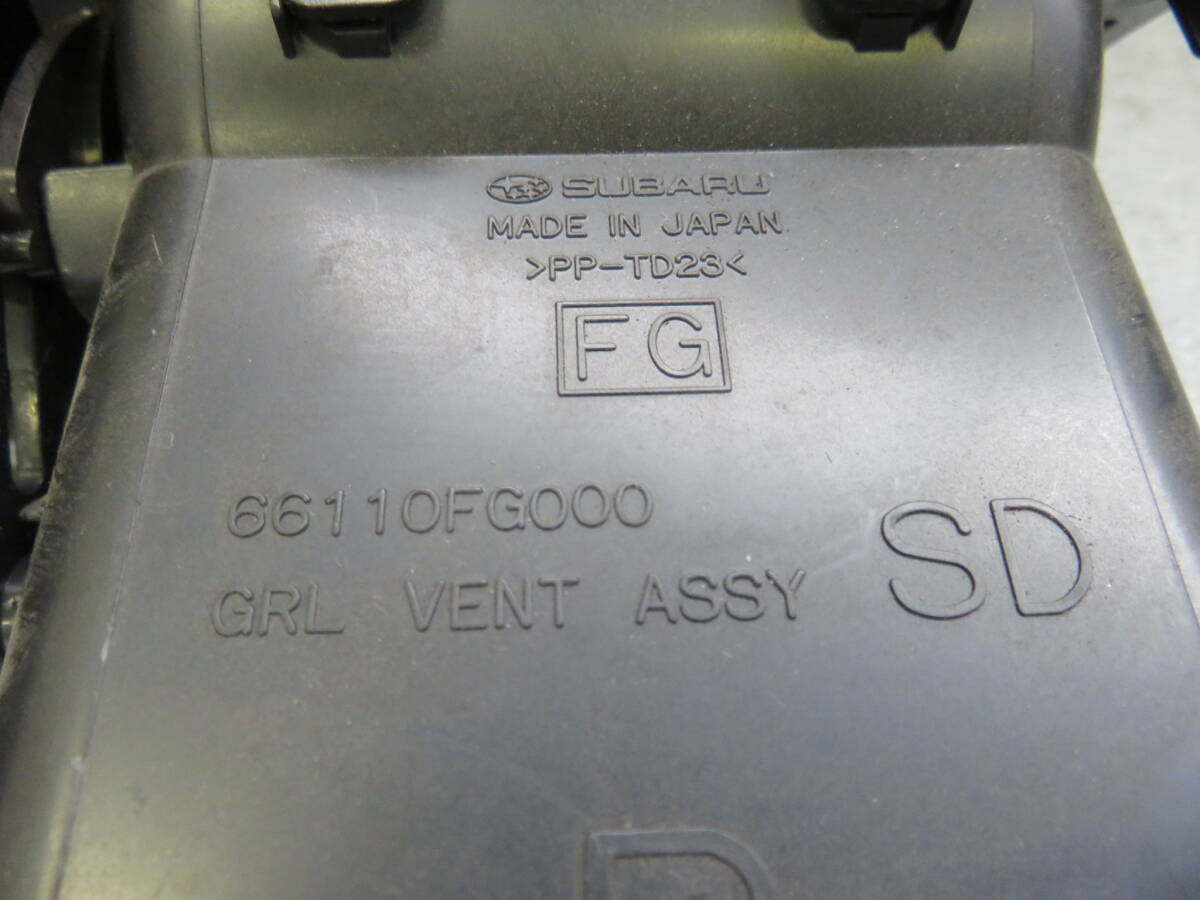 SUBARU
MADE IN JAPAN
>PP-TD23<
FG
66110FG000
GRL VENT ASSY
SD